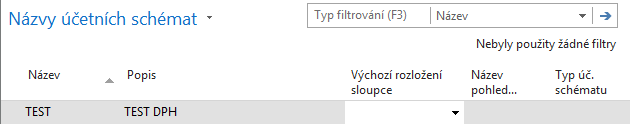 Názvy účetních schémat
Typ filtrování (F3) Název
Nebyly použity žádné filtry
Název Popis Výchozí rozložení sloupce Název pohled... Typ úč. schématu
TEST TEST DPH